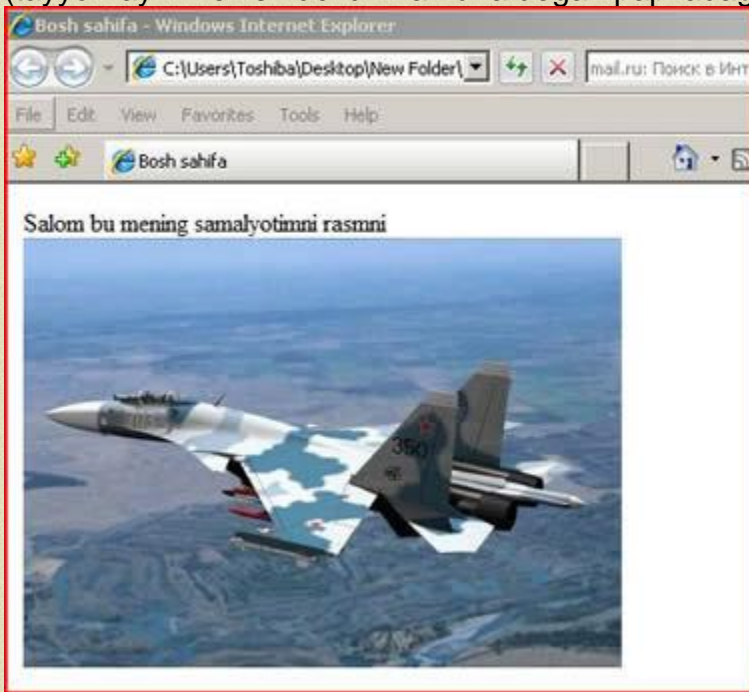 Bosh sahifa - Windows Internet Explorer
C:\Users\Toshiba\Desktop\New Folder\
mail.ru: Поиск в Инт
File Edit View Favorites Tools Help
Bosh sahifa
Salom bu mening samalyotimni rasmni
350